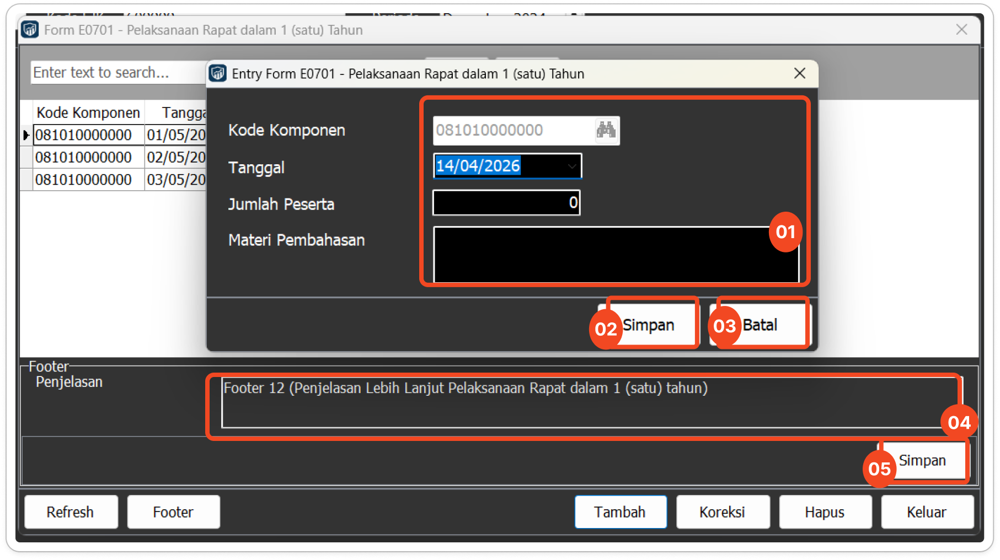 Form E0701 - Pelaksanaan Rapat dalam 1 (satu) Tahun
Enter text to search...
Entry Form E0701 - Pelaksanaan Rapat dalam 1 (satu) Tahun
Kode Komponen
081010000000 01/05/20
081010000000 02/05/20
081010000000 03/05/20
Kode Komponen 081010000000
Tanggal 14/04/2026
Jumlah Peserta 0
Materi Pembahasan
01
02 Simpan
03 Batal
Footer
Penjelasan
Footer 12 (Penjelasan Lebih Lanjut Pelaksanaan Rapat dalam 1 (satu) tahun)
04
05 Simpan
Refresh Footer Tambah Koreksi Hapus Keluar